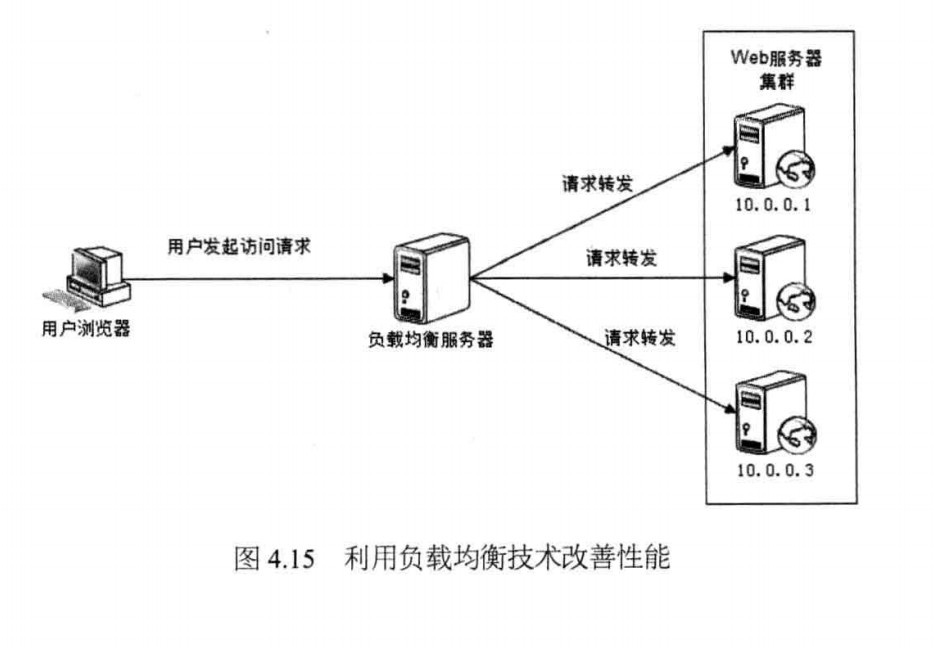 Web服务器
集群
请求转发
10.0.0.1
用户发起访问请求
请求转发
用户浏览器
负载均衡服务器
请求转发
10.0.0.2
10.0.0.3
图 4.15 利用负载均衡技术改善性能